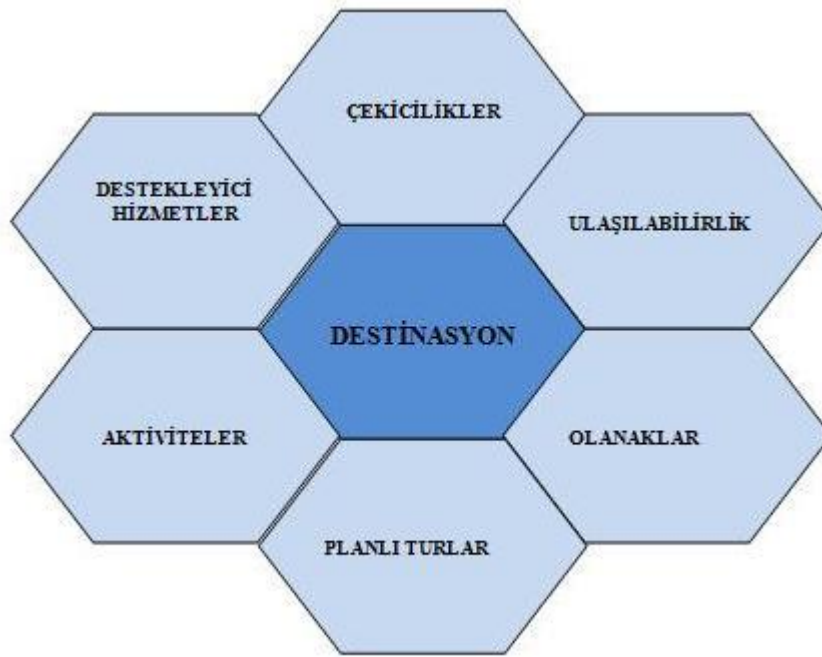 ÇEKİCİLİKLER
DESTEKLEYİCİ
HİZMETLER
ULAŞILABİLİRLİK
DESTİNASYON
AKTİVİTELER
OLANAKLAR
PLANLI TURLAR